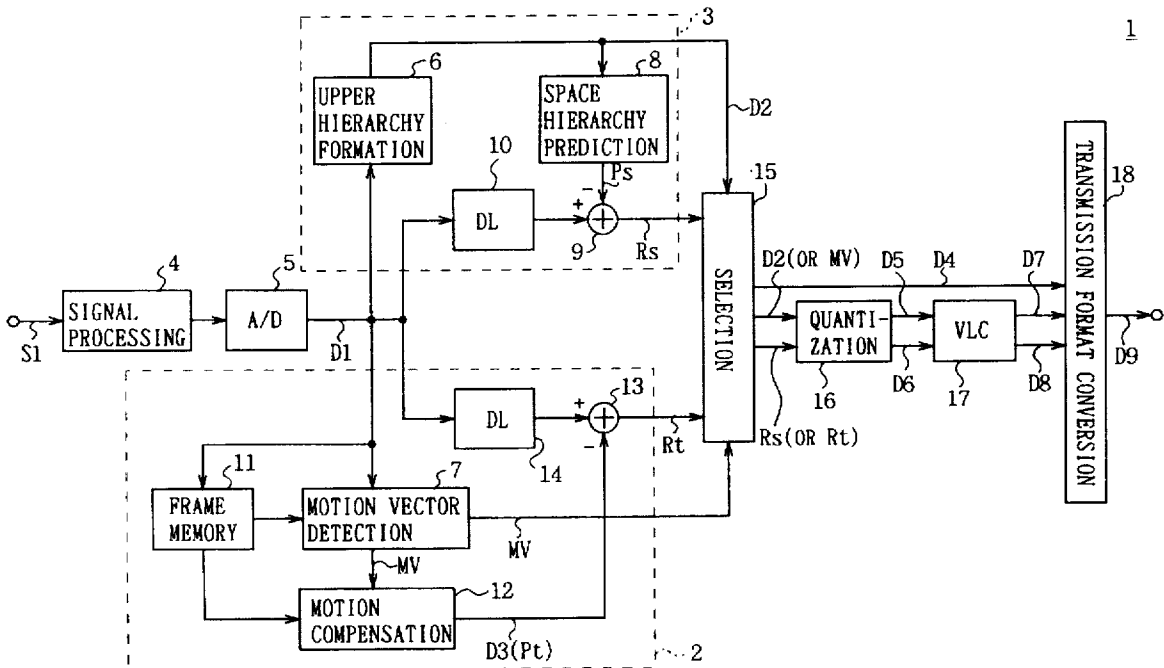 1
3
6
UPPER
HIERARCHY
FORMATION
8
SPACE
HIERARCHY
PREDICTION
D2
10
DL
Ps
−
+
9
Rs
15
SELECTION
18
TRANSMISSION FORMAT CONVERSION
4
SIGNAL
PROCESSING
S1
5
A/D
D1
D2(OR MV)
D5
D4
D7
QUANTI-
ZATION
16
D6
VLC
17
D8
D9
Rs(OR Rt)
DL
14
+
−
13
Rt
11
FRAME
MEMORY
7
MOTION VECTOR
DETECTION
MV
MV
12
MOTION
COMPENSATION
D3(Pt)
2